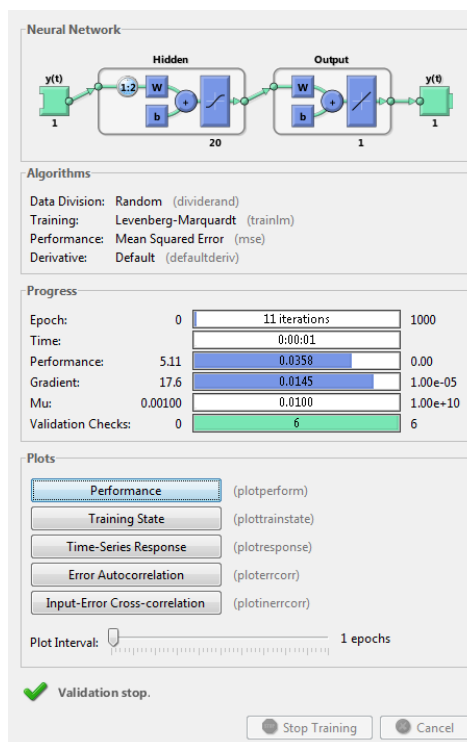 Neural Network
Hidden
Output
y(t)
1:2
W
b
+
W
b
+
y(t)
1
20
1
1
Algorithms
Data Division: Random (dividerand)
Training: Levenberg-Marquardt (trainlm)
Performance: Mean Squared Error (mse)
Derivative: Default (defaultderiv)
Progress
Epoch: 0 11 iterations 1000
Time: 0:00:01
Performance: 5.11 0.0358 0.00
Gradient: 17.6 0.0145 1.00e-05
Mu: 0.00100 0.0100 1.00e+10
Validation Checks: 0 6 6
Plots
Performance (plotperform)
Training State (plottrainstate)
Time-Series Response (plotresponse)
Error Autocorrelation (ploterrcorr)
Input-Error Cross-correlation (plotinerrcorr)
Plot Interval: 1 epochs
Validation stop.
Stop Training Cancel